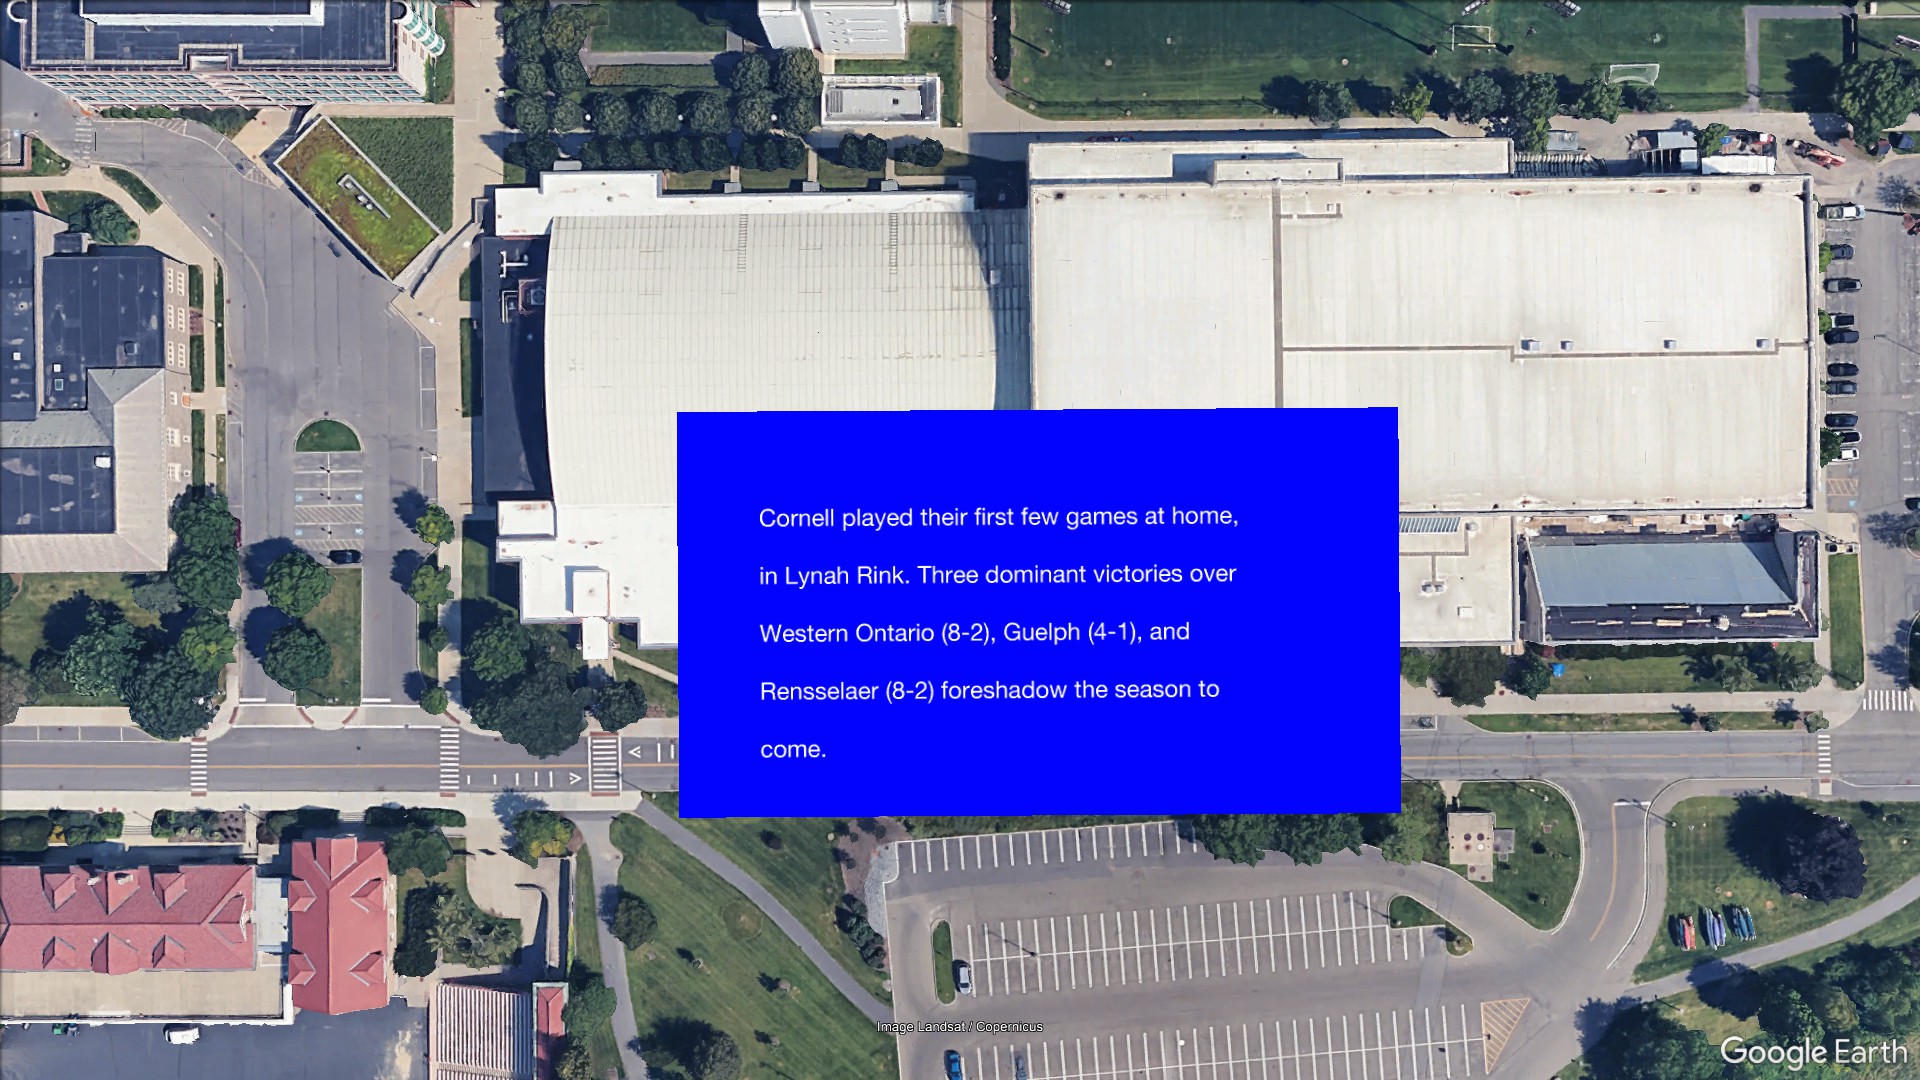 Cornell played their first few games at home,
in Lynah Rink. Three dominant victories over
Western Ontario (8-2), Guelph (4-1), and
Rensselaer (8-2) foreshadow the season to
come.
Image Landsat / Copernicus
Google Earth